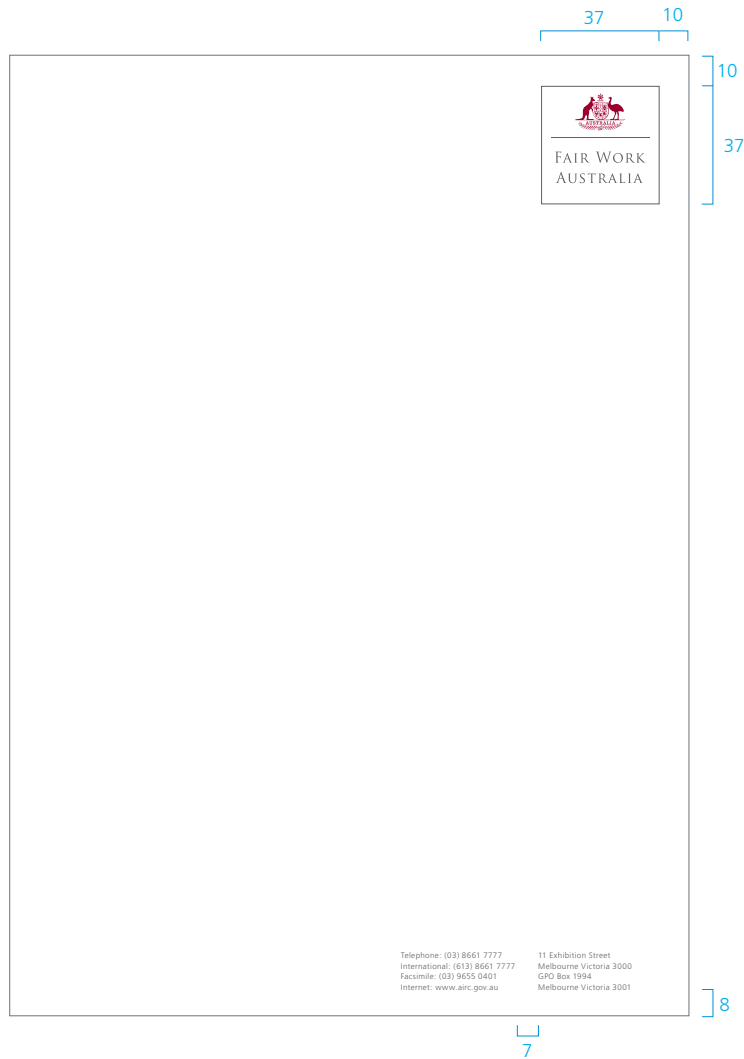 37 10
10
AUSTRALIA
37
FAIR WORK
AUSTRALIA
Telephone: (03) 8661 7777
International: (613) 8661 7777
Facsimile: (03) 9655 0401
Internet: www.airc.gov.au
11 Exhibition Street
Melbourne Victoria 3000
GPO Box 1994
Melbourne Victoria 3001
8
7